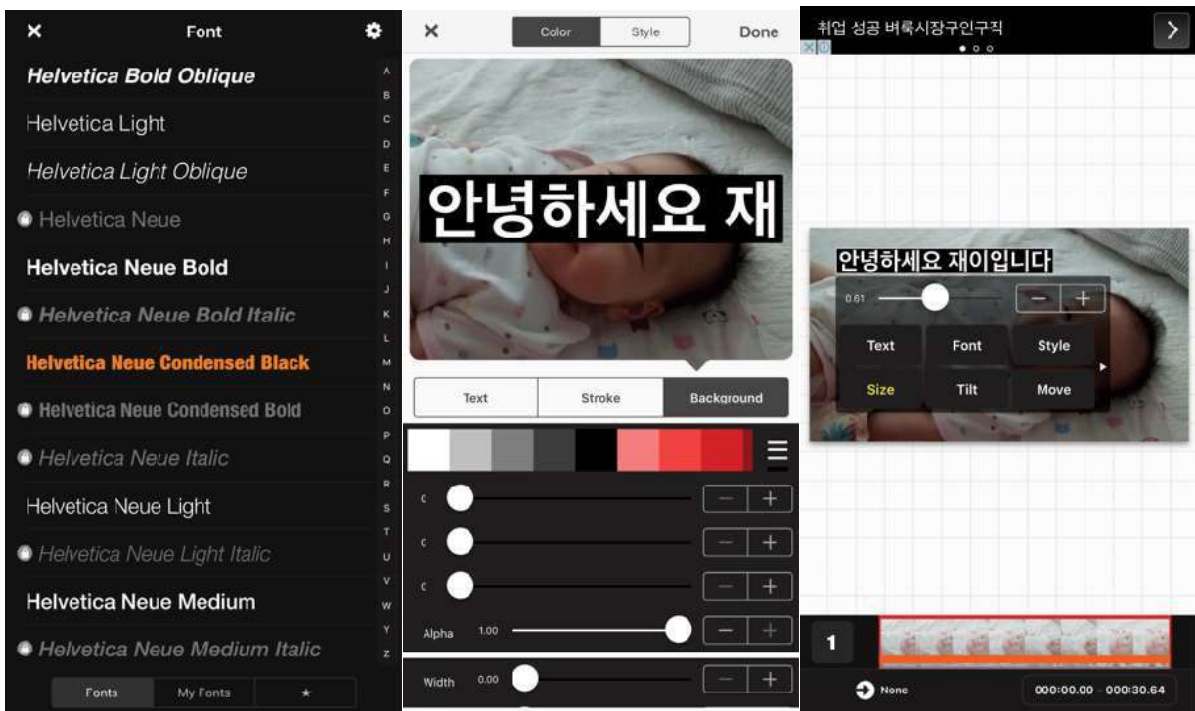 Font
Helvetica Bold Oblique
Helvetica Light
Helvetica Light Oblique
Helvetica Neue
Helvetica Neue Bold
Helvetica Neue Bold Italic
Helvetica Neue Condensed Black
Helvetica Neue Condensed Bold
Helvetica Neue Italic
Helvetica Neue Light
Helvetica Neue Light Italic
Helvetica Neue Medium
Helvetica Neue Medium Italic
A
B
C
D
E
F
G
H
I
J
K
L
M
N
O
P
Q
R
S
T
U
V
W
Y
Z
Fonts My Fonts ★
Color Style Done
안녕하세요 재
Text Stroke Background
Alpha 1.00 − +
Width 0.00 − +
취업 성공 벼룩시장구인구직
안녕하세요 재이입니다
0.61 − +
Text Font Style
Size Tilt Move
1
None 000:00.00 - 000:30.64